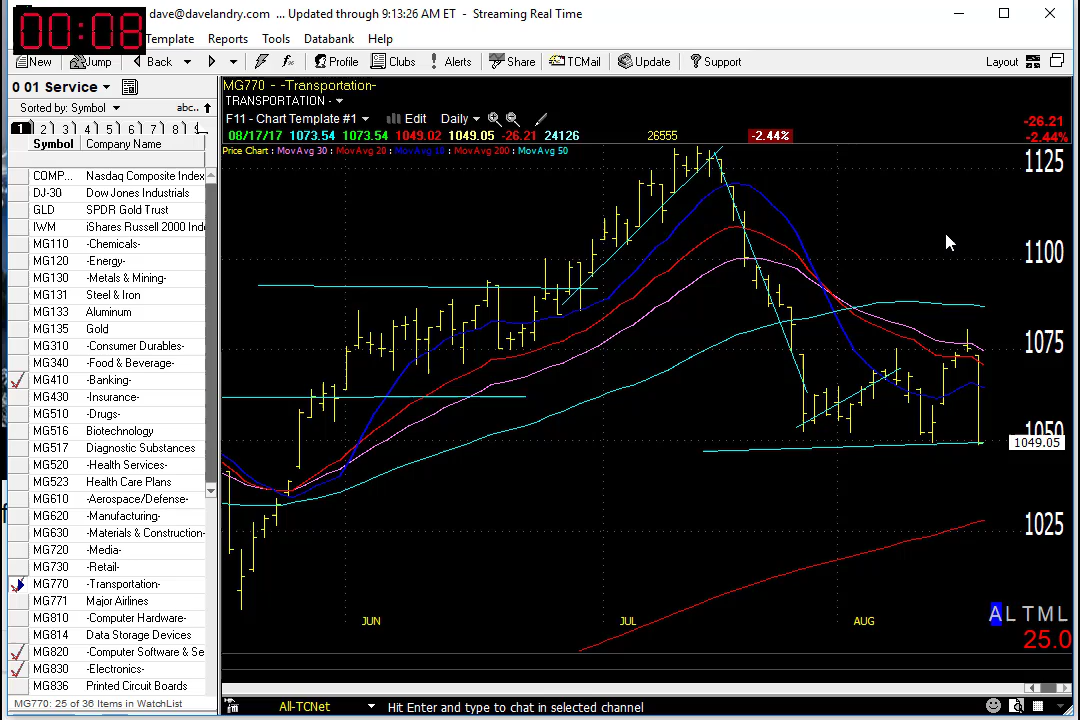 00:08
dave@davelandry.com ... Updated through 9:13:26 AM ET - Streaming Real Time
Template Reports Tools Databank Help
New Jump Back Profile Clubs Alerts Share TCMail Update Support Layout
0 01 Service
Sorted by: Symbol abc..
1 2 3 4 5 6 7 8
Symbol Company Name
COMP... Nasdaq Composite Index
DJ-30 Dow Jones Industrials
GLD SPDR Gold Trust
IWM iShares Russell 2000 Inde
MG110 -Chemicals-
MG120 -Energy-
MG130 -Metals & Mining-
MG131 Steel & Iron
MG133 Aluminum
MG135 Gold
MG310 -Consumer Durables-
MG340 -Food & Beverage-
MG410 -Banking-
MG430 -Insurance-
MG510 -Drugs-
MG516 Biotechnology
MG517 Diagnostic Substances
MG520 -Health Services-
MG523 Health Care Plans
MG610 -Aerospace/Defense-
MG620 -Manufacturing-
MG630 -Materials & Construction-
MG720 -Media-
MG730 -Retail-
MG770 -Transportation-
MG771 Major Airlines
MG810 -Computer Hardware-
MG814 Data Storage Devices
MG820 -Computer Software & Se
MG830 -Electronics-
MG836 Printed Circuit Boards
MG770: 25 of 36 Items in WatchList
MG770 - -Transportation-
TRANSPORTATION -
F11 - Chart Template #1 Edit Daily
08/17/17 1073.54 1073.54 1049.02 1049.05 -26.21 24126 26555 -2.44%
Price Chart : MovAvg 30 : MovAvg 20 : MovAvg 10 : MovAvg 200 : MovAvg 50
-26.21
-2.44%
1125
1100
1075
1050
1049.05
1025
JUN JUL AUG
A L T M L
25.0
All-TCNet Hit Enter and type to chat in selected channel